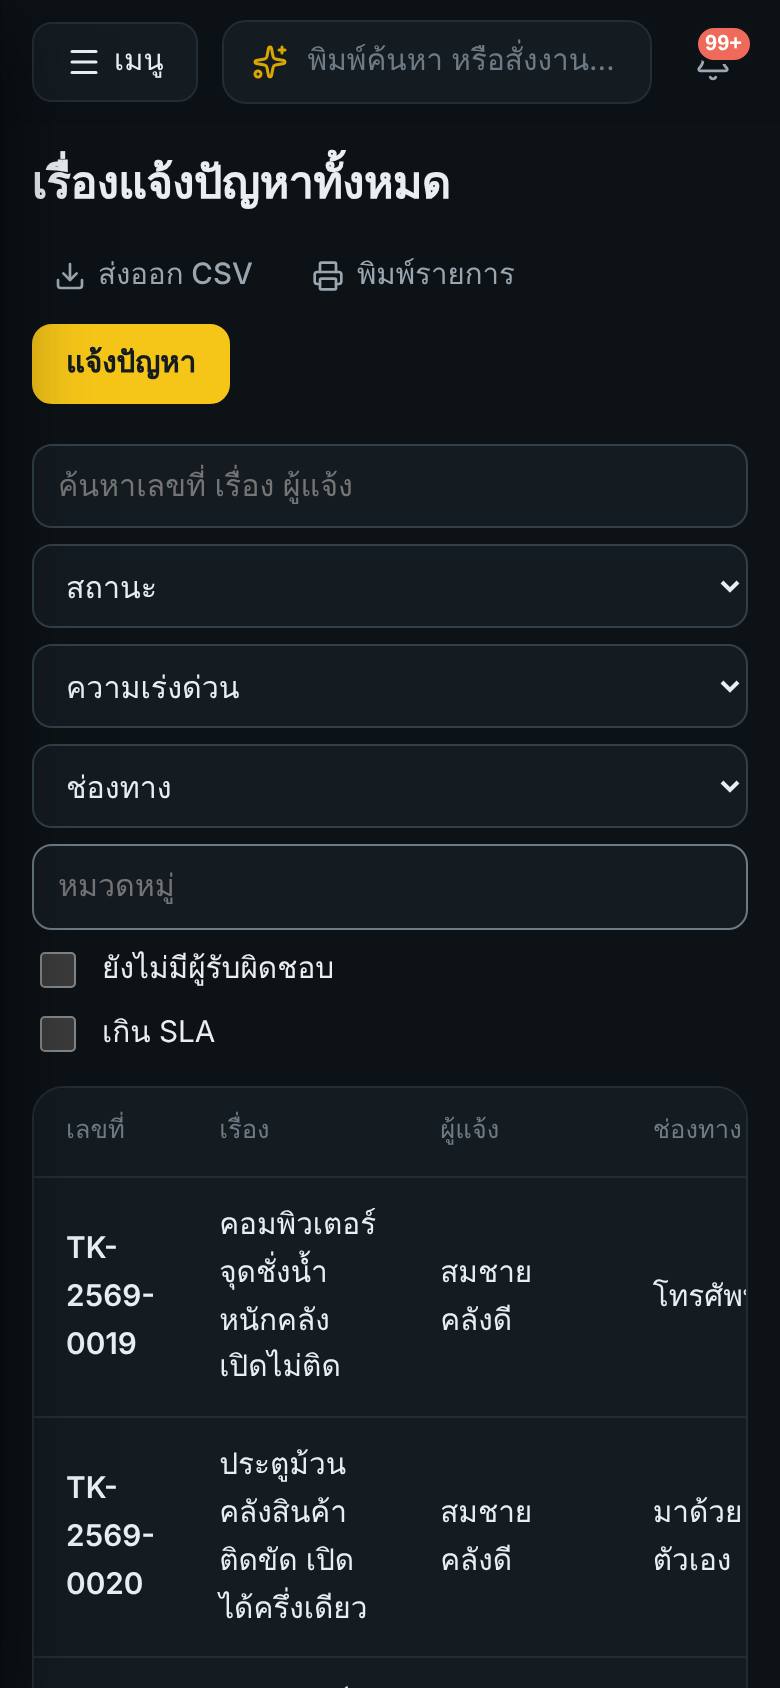 เมนู
พิมพ์ค้นหา หรือสั่งงาน...
99+
เรื่องแจ้งปัญหาทั้งหมด
ส่งออก CSV
พิมพ์รายการ
แจ้งปัญหา
ค้นหาเลขที่ เรื่อง ผู้แจ้ง
สถานะ
ความเร่งด่วน
ช่องทาง
หมวดหมู่
ยังไม่มีผู้รับผิดชอบ
เกิน SLA
เลขที่ เรื่อง ผู้แจ้ง ช่องทาง
TK-
2569-
0019
คอมพิวเตอร์
จุดชั่งน้ำ
หนักคลัง
เปิดไม่ติด
สมชาย
คลังดี
TK-
2569-
0020
ประตูม้วน
คลังสินค้า
ติดขัด เปิด
ได้ครึ่งเดียว
สมชาย
คลังดี
มาด้วย
ตัวเอง